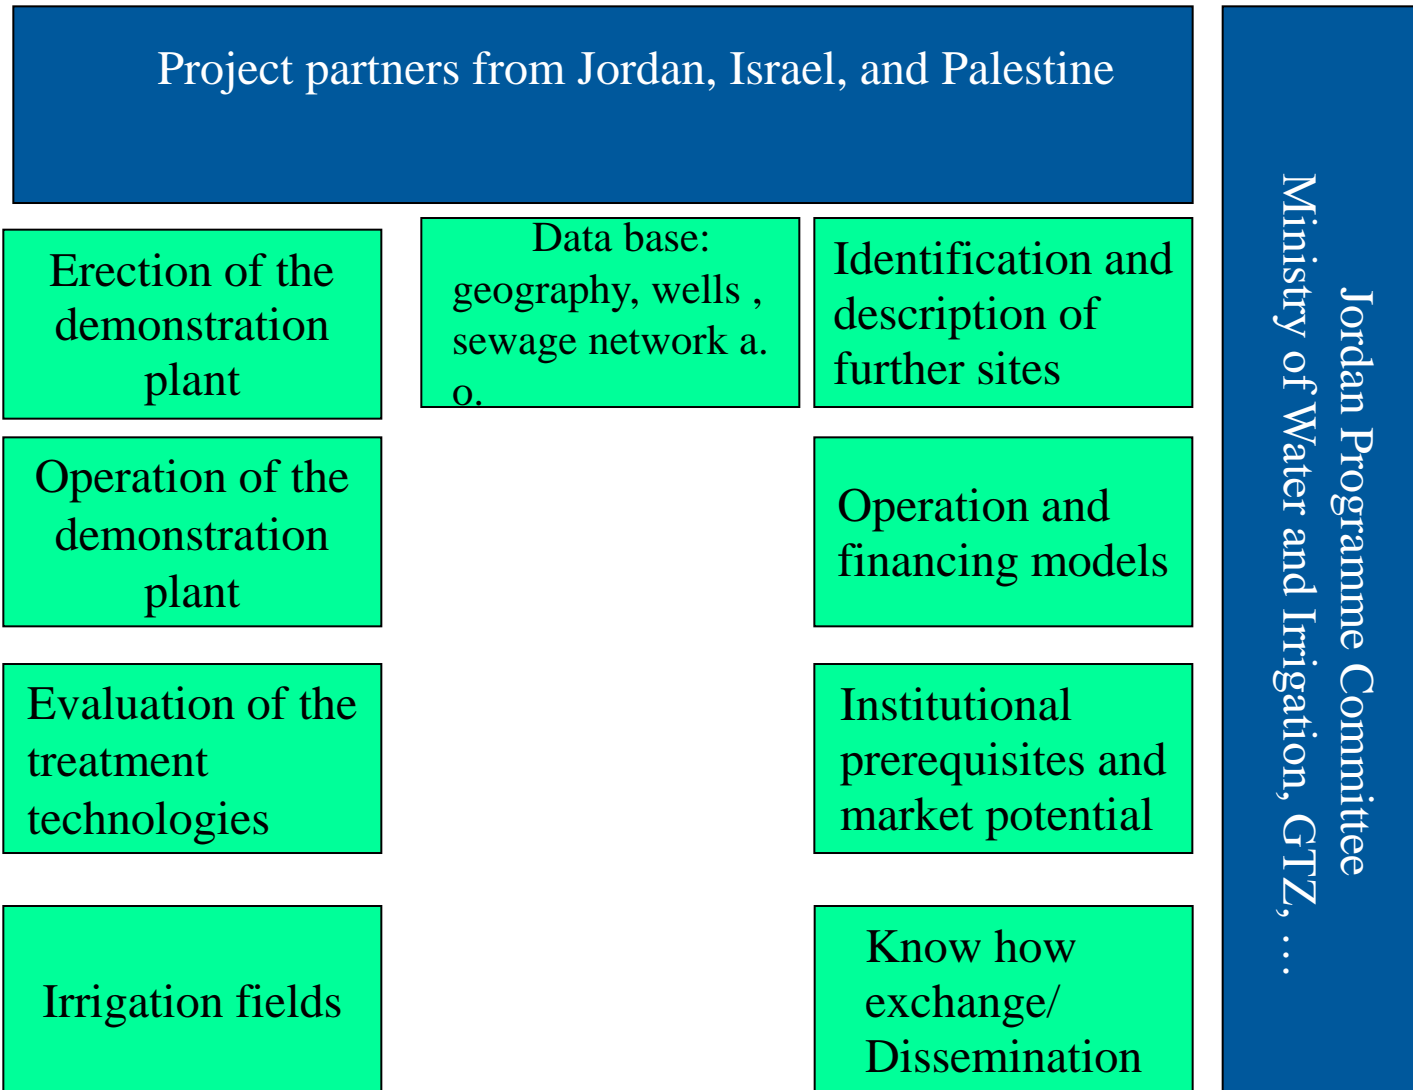 Project partners from Jordan, Israel, and Palestine
Erection of the
demonstration
plant
Data base:
geography, wells ,
sewage network a.
o.
Identification and
description of
further sites
Operation of the
demonstration
plant
Operation and
financing models
Evaluation of the
treatment
technologies
Institutional
prerequisites and
market potential
Irrigation fields
Know how
exchange/
Dissemination
Jordan Programme Committee
Ministry of Water and Irrigation, GTZ, …